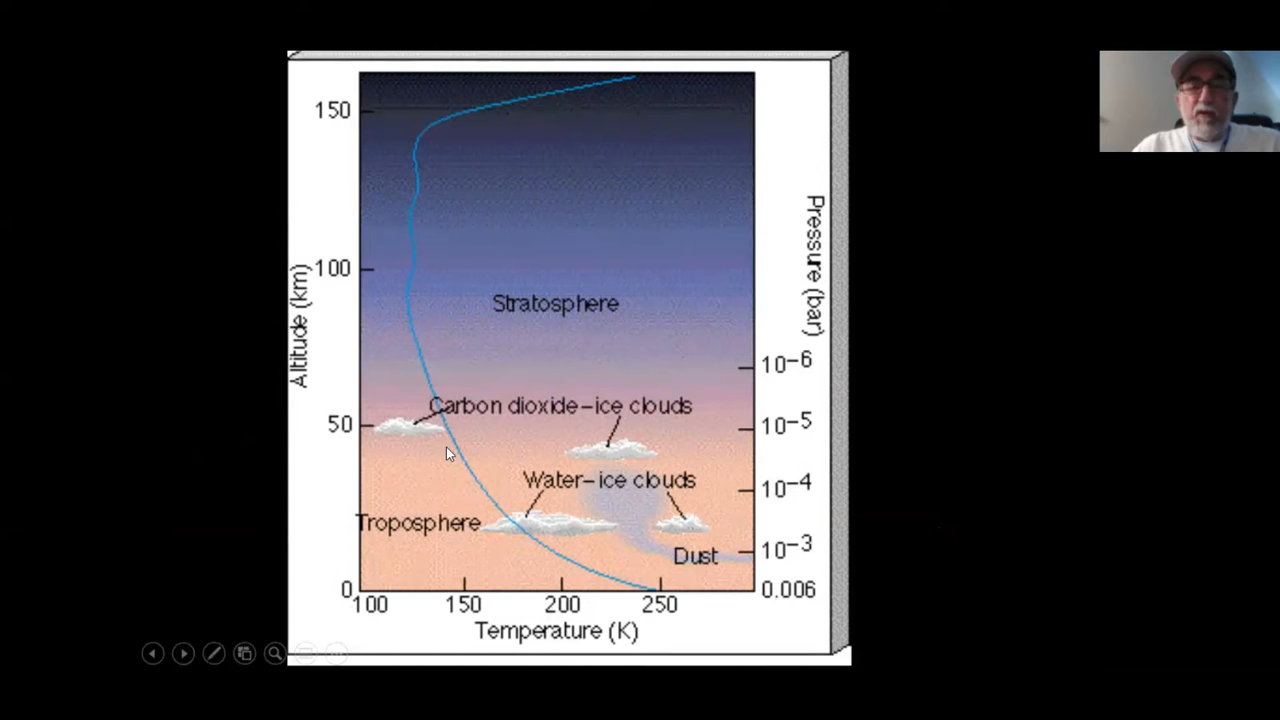 150
100
Altitude (km)
50
0
Stratosphere
Carbon dioxide-ice clouds
Water-ice clouds
Troposphere
Dust
Pressure (bar)
10-6
10-5
10-4
10-3
0.006
100 150 200 250
Temperature (K)